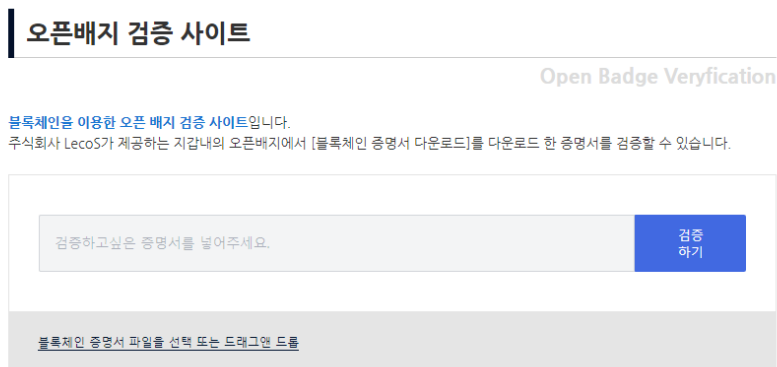 오픈배지 검증 사이트
Open Badge Veryfication
블록체인을 이용한 오픈 배지 검증 사이트입니다.
주식회사 LecoS가 제공하는 지갑내의 오픈배지에서 [블록체인 증명서 다운로드]를 다운로드 한 증명서를 검증할 수 있습니다.
검증하고싶은 증명서를 넣어주세요.
검증
하기
블록체인 증명서 파일을 선택 또는 드래그앤 드롭